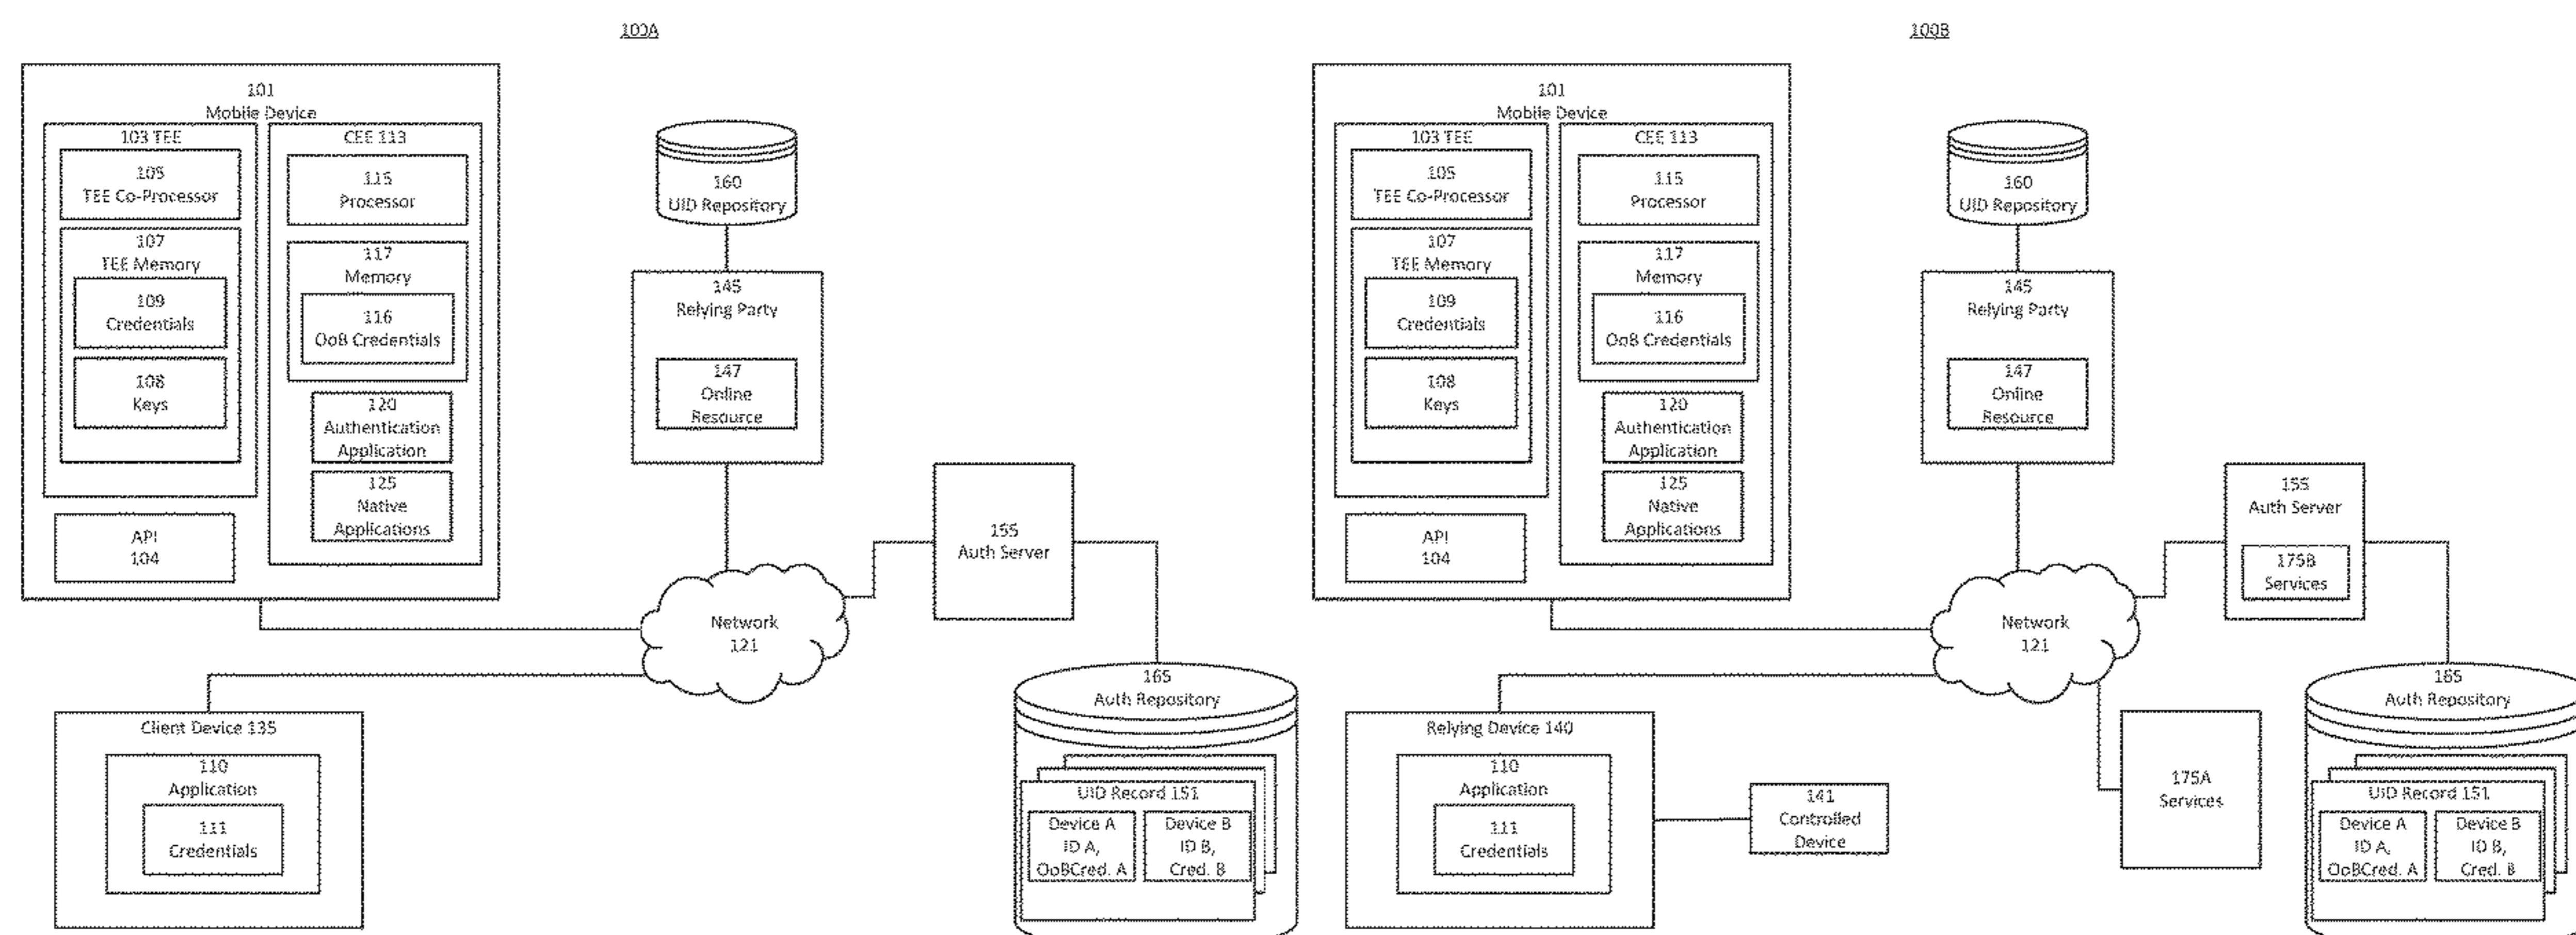 100A
101
Mobile Device
103 TEE
105
TEE Co-Processor
107
TEE Memory
109
Credentials
108
Keys
API
104
CEE 113
115
Processor
117
Memory
116
OoB Credentials
120
Authentication
Application
125
Native
Applications
160
UID Repository
145
Relying Party
147
Online
Resource
Network
121
155
Auth Server
165
Auth Repository
UID Record 151
Device A
ID A,
OoBCred. A
Device B
ID B,
Cred. B
Client Device 135
110
Application
111
Credentials
100B
101
Mobile Device
103 TEE
105
TEE Co-Processor
107
TEE Memory
109
Credentials
108
Keys
API
104
CEE 113
115
Processor
117
Memory
116
OoB Credentials
120
Authentication
Application
125
Native
Applications
160
UID Repository
145
Relying Party
147
Online
Resource
Network
121
155
Auth Server
175B
Services
175A
Services
165
Auth Repository
UID Record 151
Device A
ID A,
OoBCred. A
Device B
ID B,
Cred. B
Relying Device 140
110
Application
111
Credentials
141
Controlled
Device